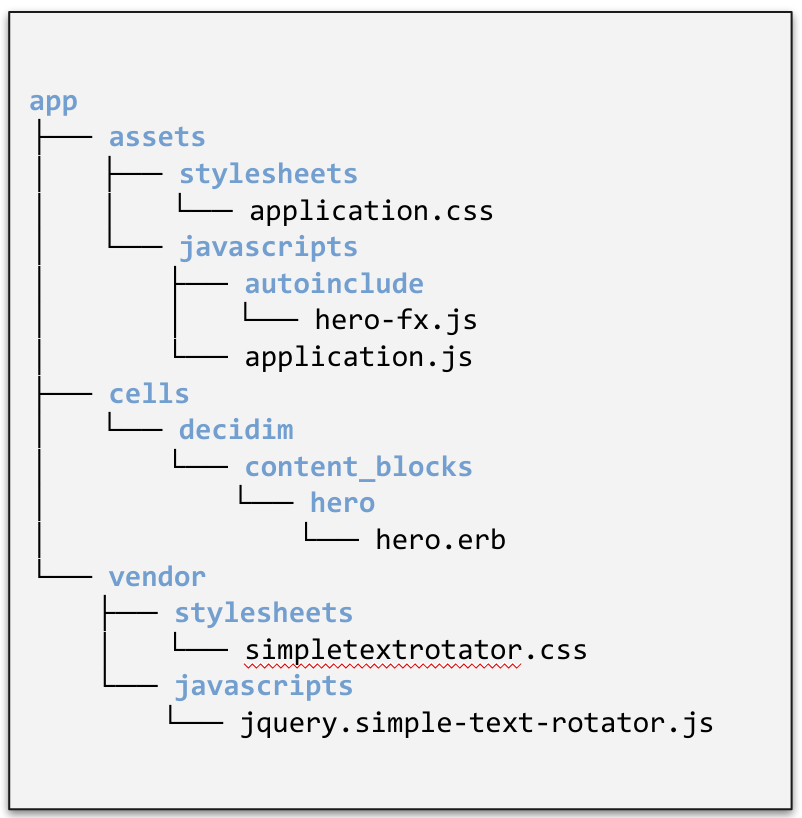 app
assets
stylesheets
application.css
javascripts
autoinclude
hero-fx.js
application.js
cells
decidim
content_blocks
hero
hero.erb
vendor
stylesheets
simpletextrotator.css
javascripts
jquery.simple-text-rotator.js